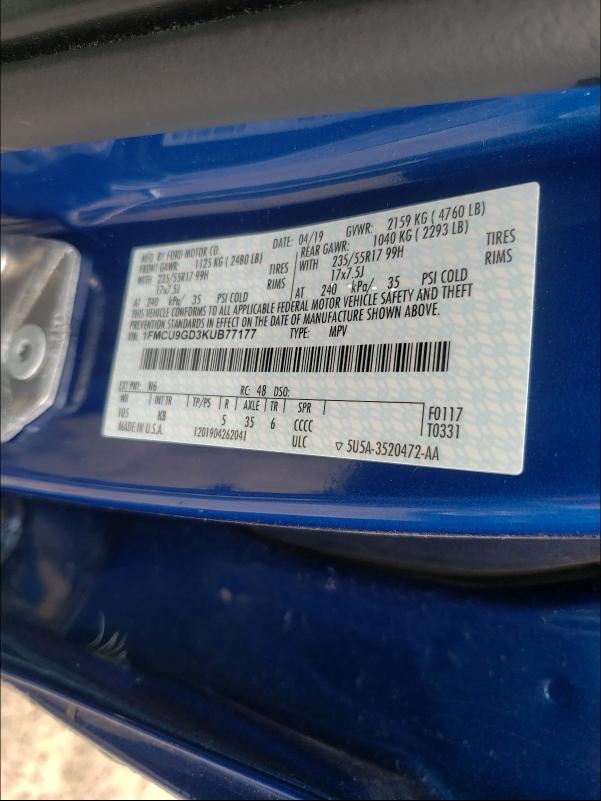 MFD. BY FORD MOTOR CO. DATE: 04/19 GVWR: 2159 KG ( 4760 LB)
FRONT GAWR: 1125 KG ( 2480 LB) REAR GAWR: 1040 KG ( 2293 LB)
WITH 235/55R17 99H TIRES WITH 235/55R17 99H TIRES
17x7.5J RIMS 17x7.5J RIMS
AT 240 kPa/ 35 PSI COLD AT 240 kPa/ 35 PSI COLD
THIS VEHICLE CONFORMS TO ALL APPLICABLE FEDERAL MOTOR VEHICLE SAFETY AND THEFT
PREVENTION STANDARDS IN EFFECT ON THE DATE OF MANUFACTURE SHOWN ABOVE.
VIN: 1FMCU9GD3KUB77177 TYPE: MPV
EXT PNT: N6 RC: 48 DSO:
WB INT TR TP/PS R AXLE TR SPR
105 KB 5 35 6 CCCC F0117
MADE IN U.S.A. 1201904262041 ULC T0331
▽ 5U5A-3520472-AA